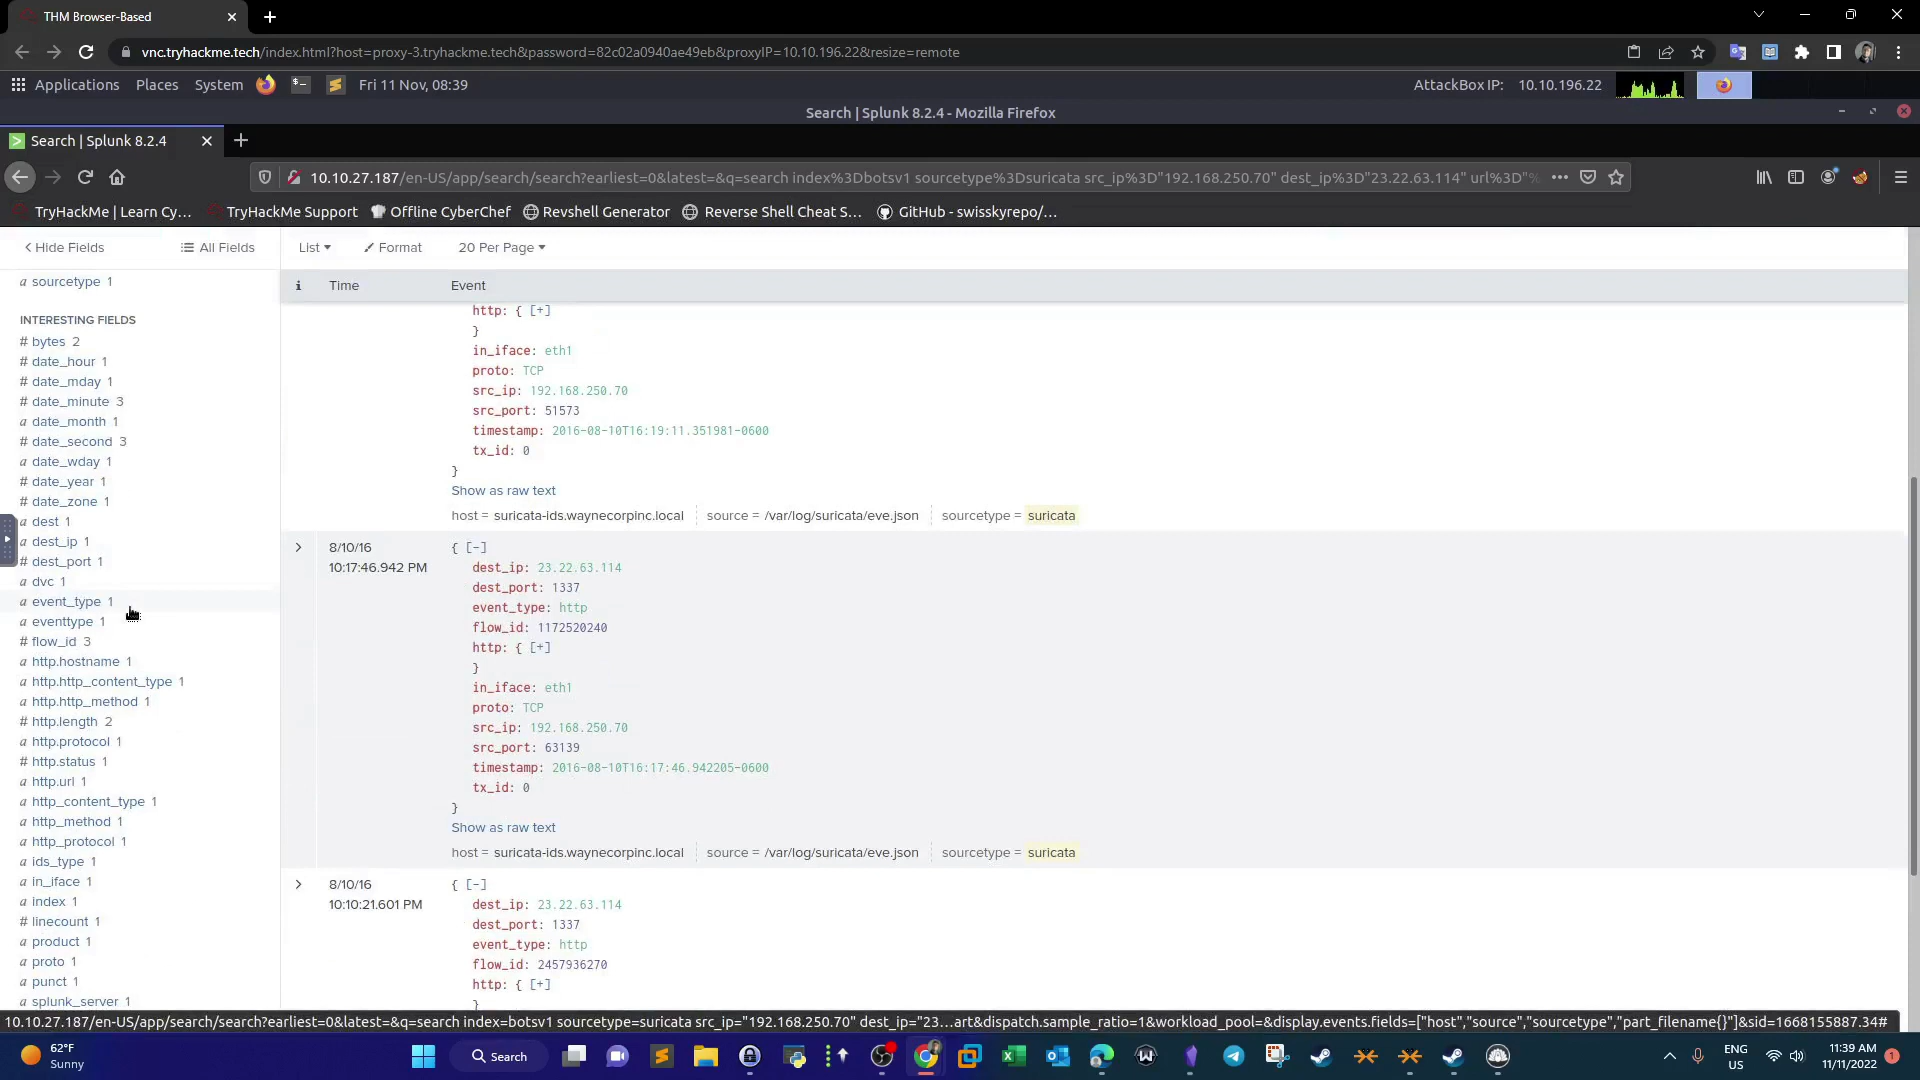 THM Browser-Based
vnc.tryhackme.tech/index.html?host=proxy-3.tryhackme.tech&password=82c02a0940ae49eb&proxyIP=10.10.196.22&resize=remote
Applications Places System Fri 11 Nov, 08:39 AttackBox IP: 10.10.196.22
Search | Splunk 8.2.4 - Mozilla Firefox
Search | Splunk 8.2.4
10.10.27.187/en-US/app/search/search?earliest=0&latest=&q=search index%3Dbotsv1 sourcetype%3Dsuricata src_ip%3D"192.168.250.70" dest_ip%3D"23.22.63.114" url%3D"%
TryHackMe | Learn Cy… TryHackMe Support Offline CyberChef Revshell Generator Reverse Shell Cheat S… GitHub - swisskyrepo/…
Hide Fields All Fields List Format 20 Per Page
a sourcetype 1
i Time Event
INTERESTING FIELDS
# bytes 2
# date_hour 1
# date_mday 1
# date_minute 3
a date_month 1
# date_second 3
a date_wday 1
# date_year 1
# date_zone 1
a dest 1
a dest_ip 1
# dest_port 1
a dvc 1
a event_type 1
a eventtype 1
# flow_id 3
a http.hostname 1
a http.http_content_type 1
a http.http_method 1
# http.length 2
a http.protocol 1
# http.status 1
a http.url 1
a http_content_type 1
a http_method 1
a http_protocol 1
a ids_type 1
a in_iface 1
a index 1
# linecount 1
a product 1
a proto 1
a punct 1
a splunk_server 1
http: { [+]
}
in_iface: eth1
proto: TCP
src_ip: 192.168.250.70
src_port: 51573
timestamp: 2016-08-10T16:19:11.351981-0600
tx_id: 0
}
Show as raw text
host = suricata-ids.waynecorpinc.local source = /var/log/suricata/eve.json sourcetype = suricata
8/10/16
10:17:46.942 PM
{ [-]
dest_ip: 23.22.63.114
dest_port: 1337
event_type: http
flow_id: 1172520240
http: { [+]
}
in_iface: eth1
proto: TCP
src_ip: 192.168.250.70
src_port: 63139
timestamp: 2016-08-10T16:17:46.942205-0600
tx_id: 0
}
Show as raw text
host = suricata-ids.waynecorpinc.local source = /var/log/suricata/eve.json sourcetype = suricata
8/10/16
10:10:21.601 PM
{ [-]
dest_ip: 23.22.63.114
dest_port: 1337
event_type: http
flow_id: 2457936270
http: { [+]
}
10.10.27.187/en-US/app/search/search?earliest=0&latest=&q=search index=botsv1 sourcetype=suricata src_ip="192.168.250.70" dest_ip="23…art&dispatch.sample_ratio=1&workload_pool=&display.events.fields=["host","source","sourcetype","part_filename{}"]&sid=1668155887.34#
62°F
Sunny
Search
ENG
US
11:39 AM
11/11/2022
1